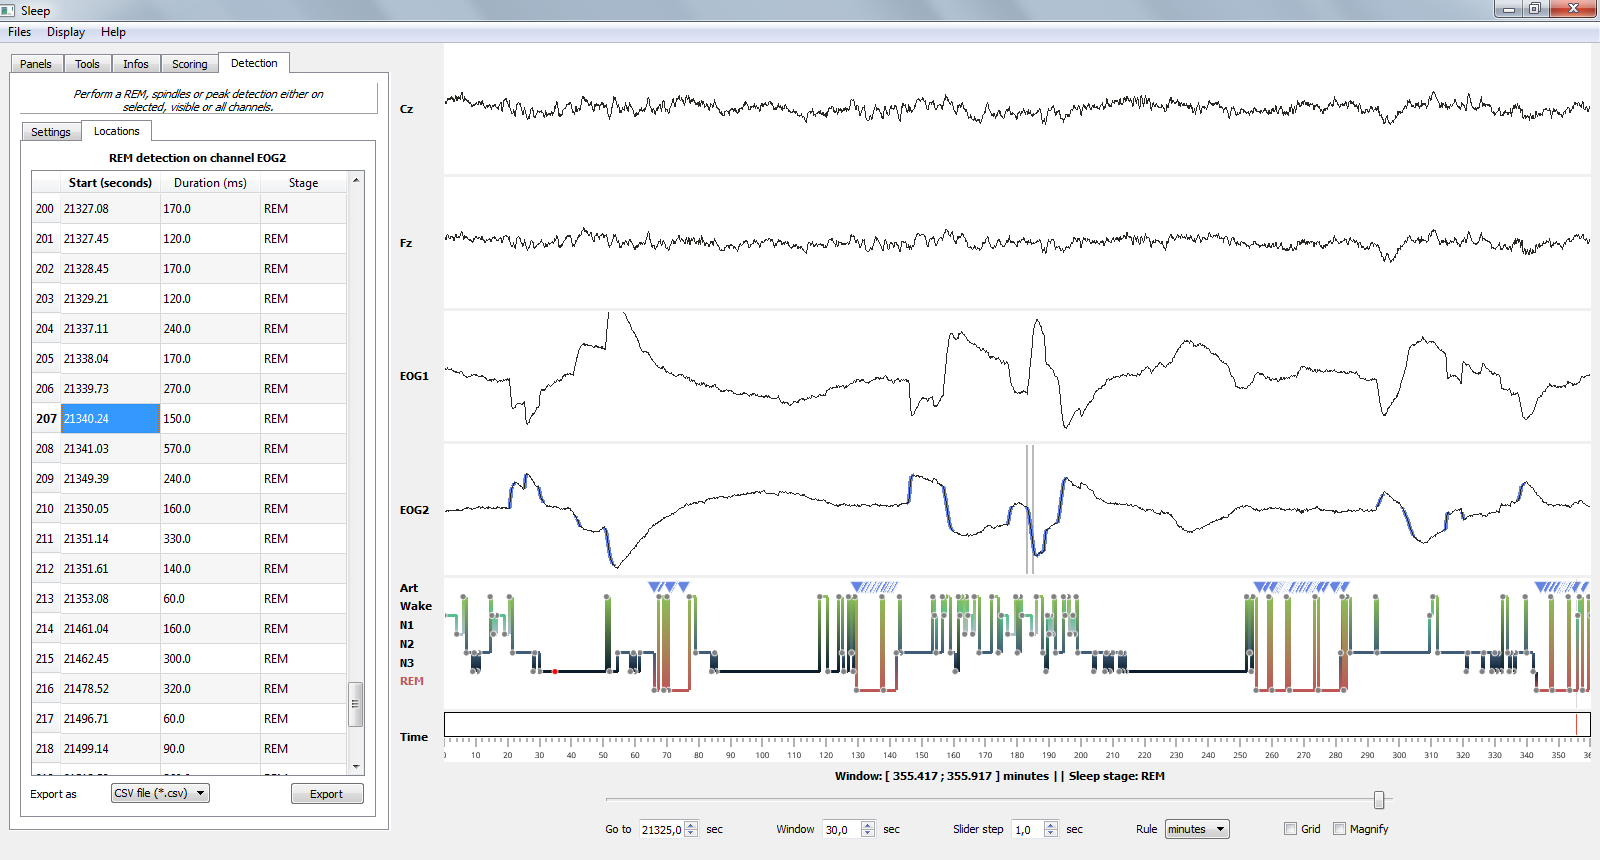 Sleep
Files Display Help
Panels Tools Infos Scoring Detection
Perform a REM, spindles or peak detection either on
selected, visible or all channels.
Settings Locations
REM detection on channel EOG2
Start (seconds) Duration (ms) Stage
200 21327.08 170.0 REM
201 21327.45 120.0 REM
202 21328.45 170.0 REM
203 21329.21 120.0 REM
204 21337.11 240.0 REM
205 21338.04 170.0 REM
206 21339.73 270.0 REM
207 21340.24 150.0 REM
208 21341.03 570.0 REM
209 21349.39 240.0 REM
210 21350.05 160.0 REM
211 21351.14 330.0 REM
212 21351.61 140.0 REM
213 21353.08 60.0 REM
214 21461.04 160.0 REM
215 21462.45 300.0 REM
216 21478.52 320.0 REM
217 21496.71 60.0 REM
218 21499.14 90.0 REM
Export as CSV file (*.csv) Export
Cz
Fz
EOG1
EOG2
Art
Wake
N1
N2
N3
REM
Time
10 20 30 40 50 60 70 80 90 100 110 120 130 140 150 160 170 180 190 200 210 220 230 240 250 260 270 280 290 300 310 320 330 340 350
Window: [ 355.417 ; 355.917 ] minutes || Sleep stage: REM
Go to 21325,0 sec Window 30,0 sec Slider step 1,0 sec Rule minutes Grid Magnify